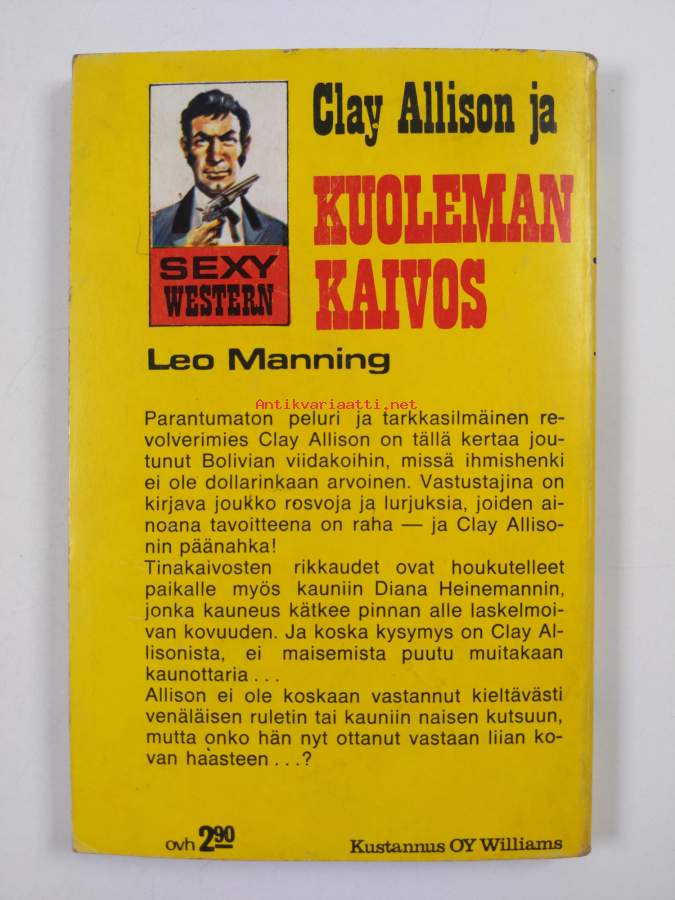 Clay Allison ja
KUOLEMAN
KAIVOS
SEXY
WESTERN
Leo Manning
Antikvariaatti.net
Parantumaton peluri ja tarkkasilmäinen re-
volverimies Clay Allison on tällä kertaa jou-
tunut Bolivian viidakoihin, missä ihmishenki
ei ole dollarinkaan arvoinen. Vastustajina on
kirjava joukko rosvoja ja lurjuksia, joiden ai-
noana tavoitteena on raha — ja Clay Alliso-
nin päänahka!
Tinakaivosten rikkaudet ovat houkutelleet
paikalle myös kauniin Diana Heinemannin,
jonka kauneus kätkee pinnan alle laskelmoi-
van kovuuden. Ja koska kysymys on Clay Al-
lisonista, ei maisemista puutu muitakaan
kaunottaria ...
Allison ei ole koskaan vastannut kieltävästi
venäläisen ruletin tai kauniin naisen kutsuun,
mutta onko hän nyt ottanut vastaan liian ko-
van haasteen ...?
ovh 2.90
Kustannus OY Williams